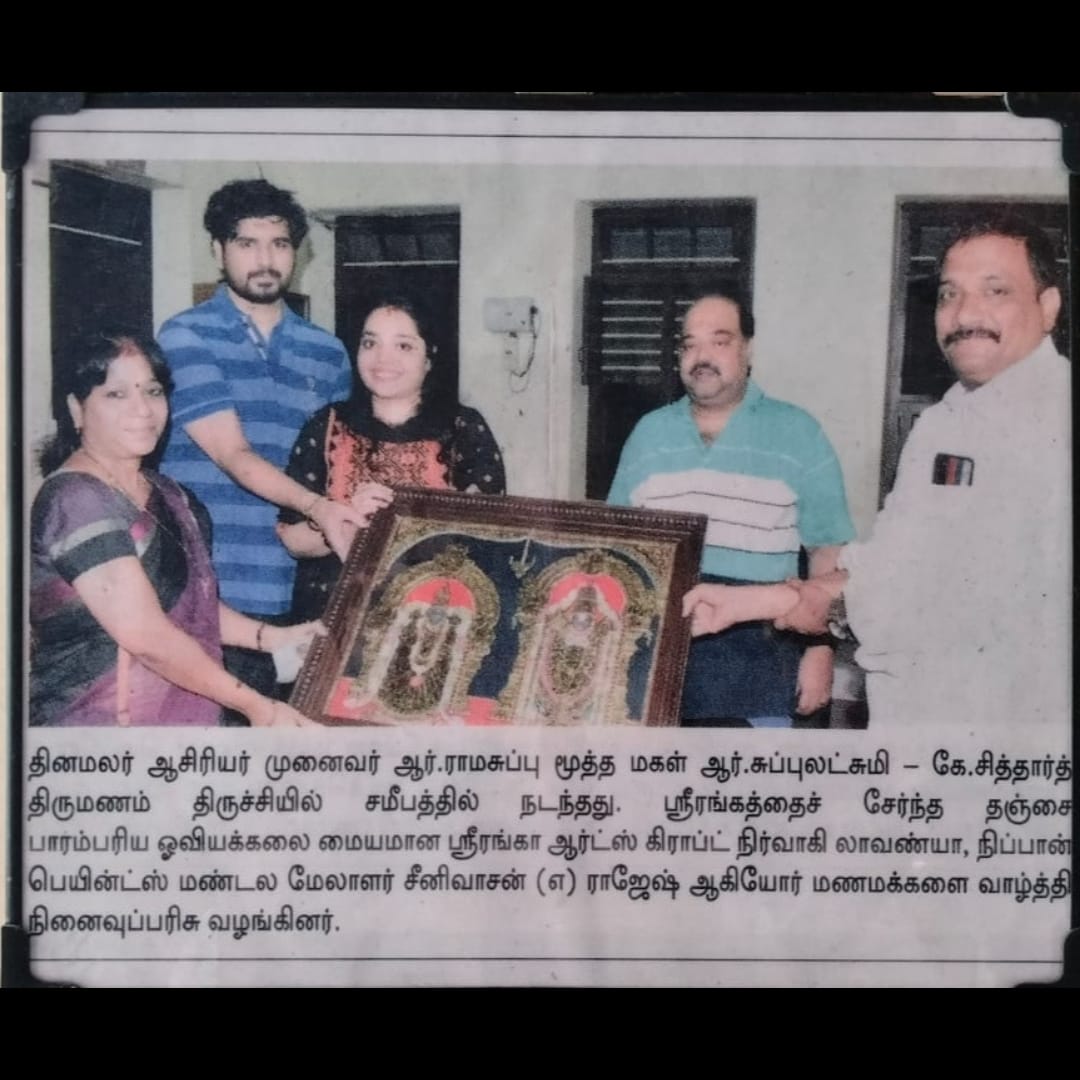 தினமலர் ஆசிரியர் முனைவர் ஆர்.ராமசுப்பு மூத்த மகள் ஆர்.சுப்புலட்சுமி – கே.சித்தார்த்
திருமணம் திருச்சியில் சமீபத்தில் நடந்தது. ஸ்ரீரங்கத்தைச் சேர்ந்த தஞ்சை
பாரம்பரிய ஓவியக்கலை மையமான ஸ்ரீரங்கா ஆர்ட்ஸ் கிராப்ட் நிர்வாகி லாவண்யா, நிப்பான்
பெயின்ட்ஸ் மண்டல மேலாளர் சீனிவாசன் (எ) ராஜேஷ் ஆகியோர் மணமக்களை வாழ்த்தி
நினைவுப்பரிசு வழங்கினர்.